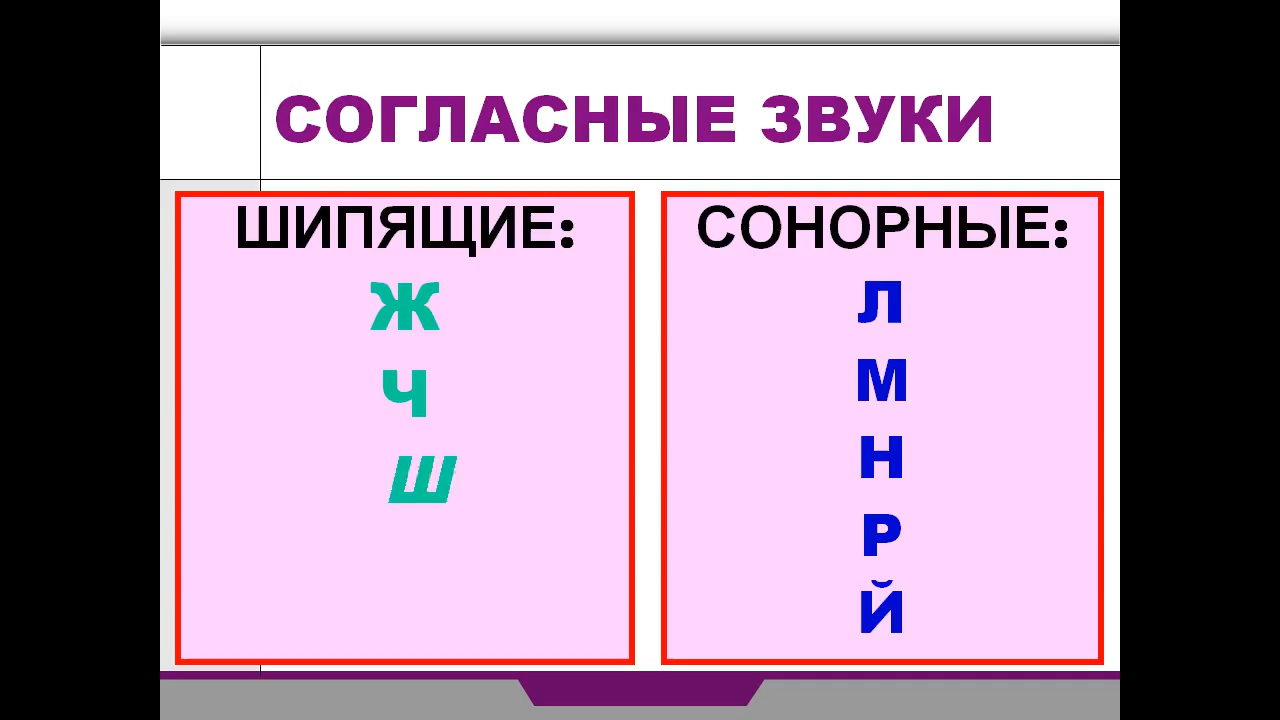 СОГЛАСНЫЕ ЗВУКИ
ШИПЯЩИЕ:
Ж
Ч
Ш
СОНОРНЫЕ:
Л
М
Н
Р
Й